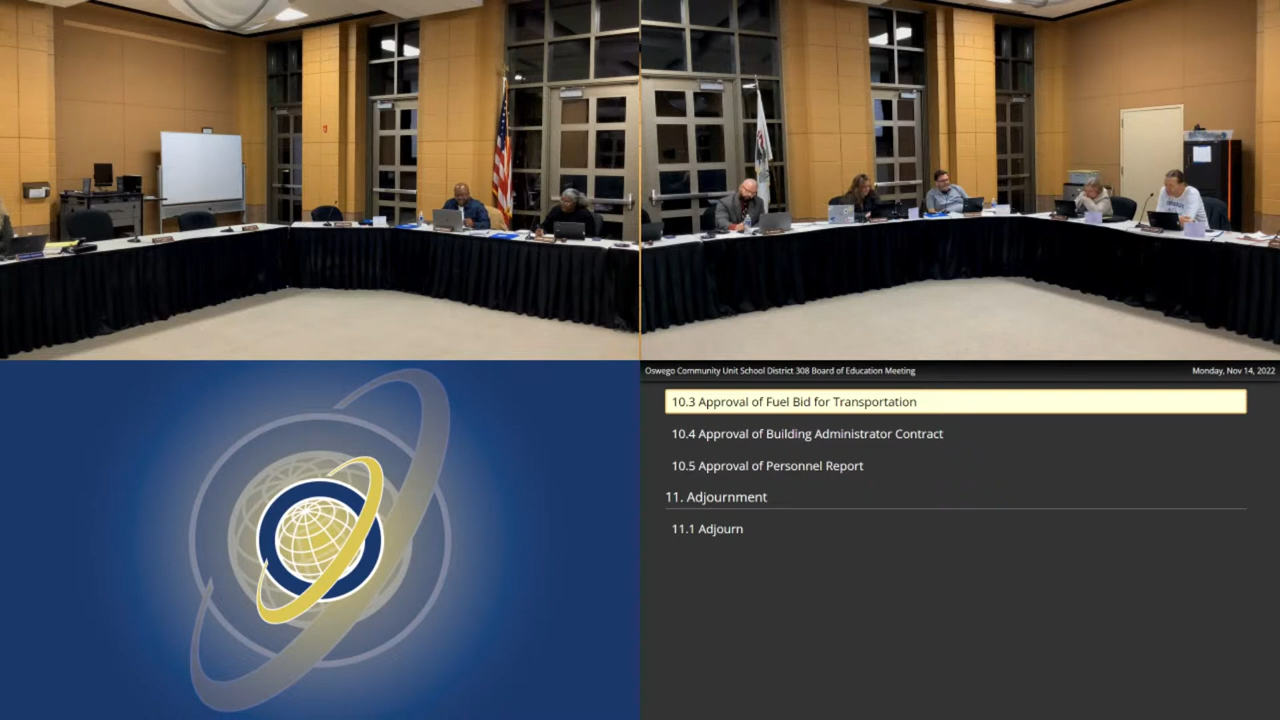 Oswego Community Unit School District 308 Board of Education Meeting
Monday, Nov 14, 2022
10.3 Approval of Fuel Bid for Transportation
10.4 Approval of Building Administrator Contract
10.5 Approval of Personnel Report
11. Adjournment
11.1 Adjourn